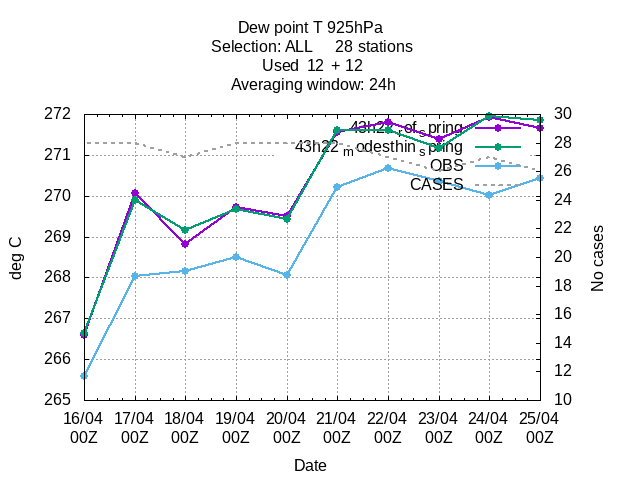 Dew point T 925hPa
Selection: ALL 28 stations
Used 12 + 12
Averaging window: 24h
272
271
270
269
268
267
266
265
30
28
26
24
22
20
18
16
14
12
10
deg C
No cases
43h22_modesthin_spring
OBS
CASES
16/04 17/04 18/04 19/04 20/04 21/04 22/04 23/04 24/04 25/04
00Z 00Z 00Z 00Z 00Z 00Z 00Z 00Z 00Z 00Z
Date